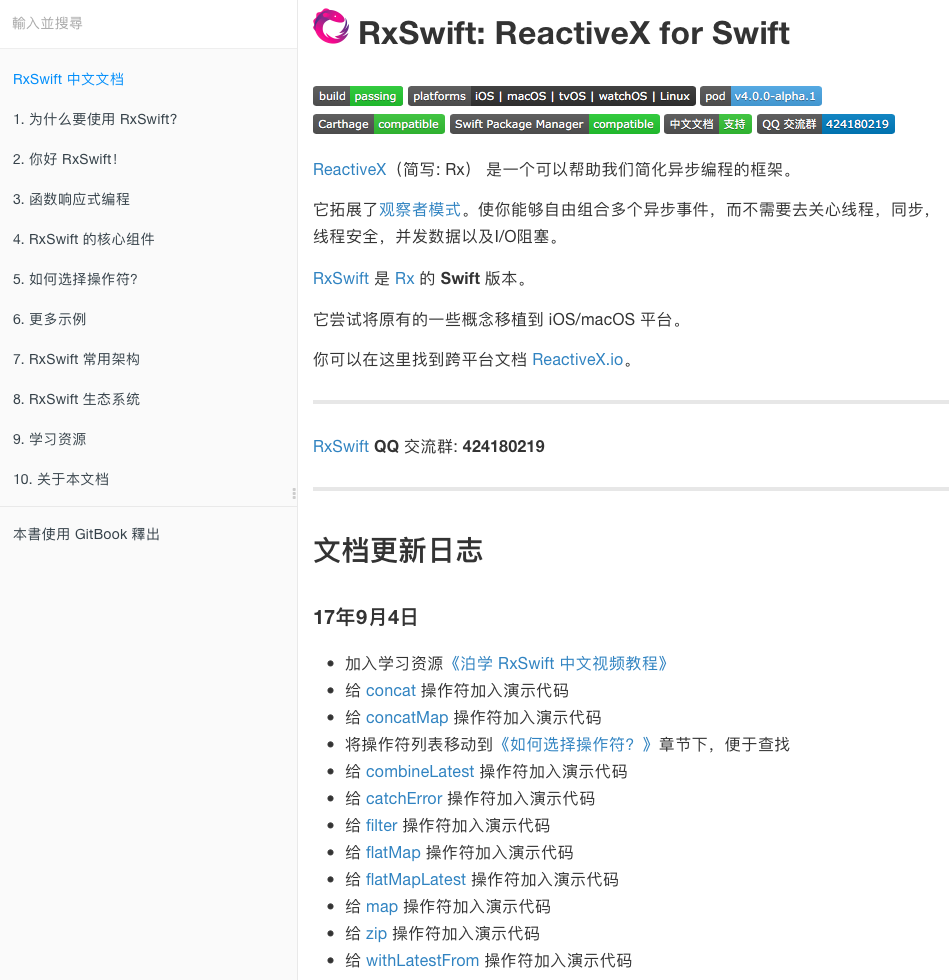 輸入並搜尋
RxSwift 中文文档
1. 为什么要使用 RxSwift?
2. 你好 RxSwift!
3. 函数响应式编程
4. RxSwift 的核心组件
5. 如何选择操作符?
6. 更多示例
7. RxSwift 常用架构
8. RxSwift 生态系统
9. 学习资源
10. 关于本文档
本書使用 GitBook 釋出
RxSwift: ReactiveX for Swift
build passing platforms iOS | macOS | tvOS | watchOS | Linux pod v4.0.0-alpha.1
Carthage compatible Swift Package Manager compatible 中文文档 支持 QQ 交流群 424180219
ReactiveX（简写: Rx） 是一个可以帮助我们简化异步编程的框架。
它拓展了观察者模式。使你能够自由组合多个异步事件，而不需要去关心线程，同步，
线程安全，并发数据以及I/O阻塞。
RxSwift 是 Rx 的 Swift 版本。
它尝试将原有的一些概念移植到 iOS/macOS 平台。
你可以在这里找到跨平台文档 ReactiveX.io。
RxSwift QQ 交流群: 424180219
文档更新日志
17年9月4日
• 加入学习资源《泊学 RxSwift 中文视频教程》
• 给 concat 操作符加入演示代码
• 给 concatMap 操作符加入演示代码
• 将操作符列表移动到《如何选择操作符？》章节下，便于查找
• 给 combineLatest 操作符加入演示代码
• 给 catchError 操作符加入演示代码
• 给 filter 操作符加入演示代码
• 给 flatMap 操作符加入演示代码
• 给 flatMapLatest 操作符加入演示代码
• 给 map 操作符加入演示代码
• 给 zip 操作符加入演示代码
• 给 withLatestFrom 操作符加入演示代码